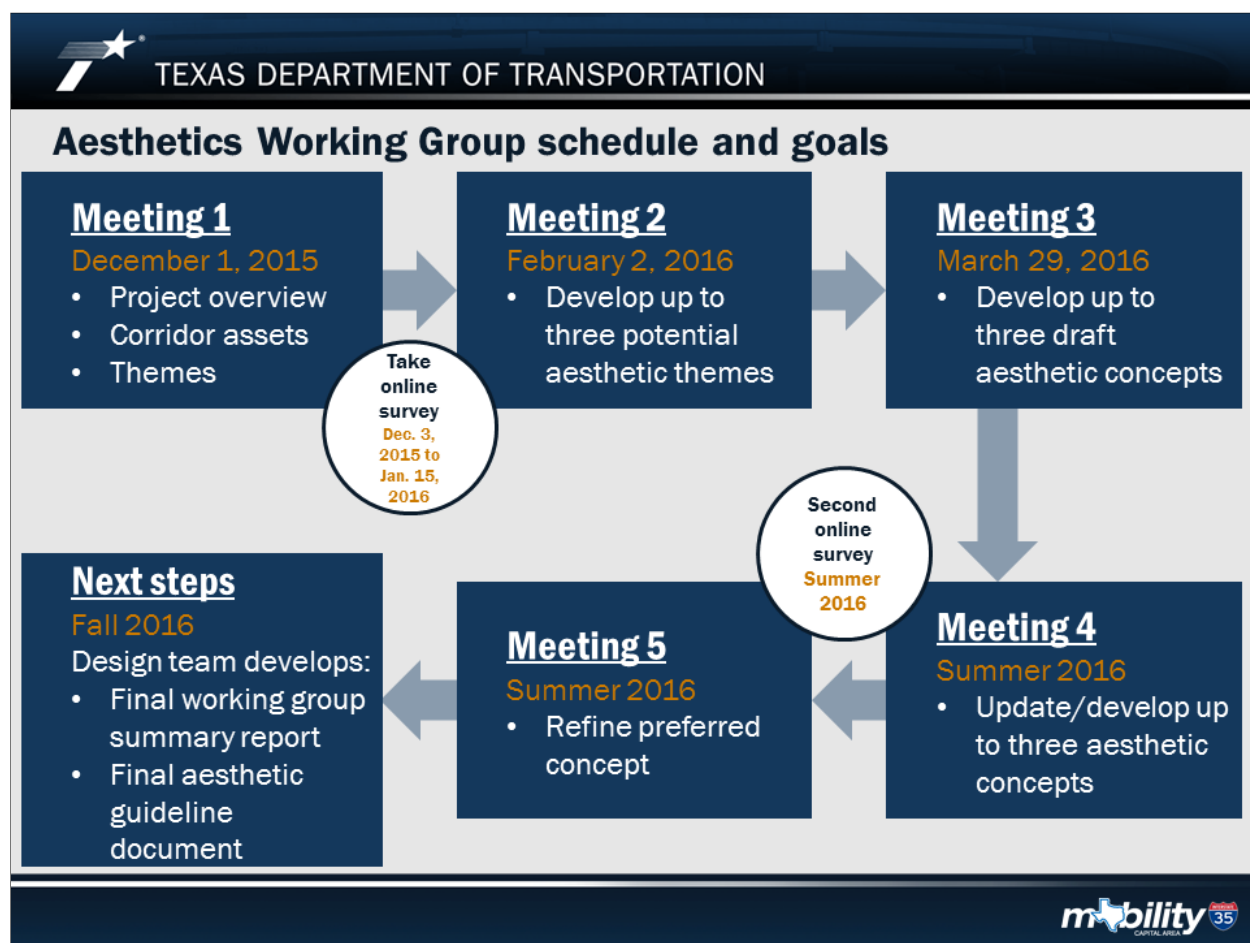 TEXAS DEPARTMENT OF TRANSPORTATION
Aesthetics Working Group schedule and goals
Meeting 1
December 1, 2015
• Project overview
• Corridor assets
• Themes
Take
online
survey
Dec. 3,
2015 to
Jan. 15,
2016
Meeting 2
February 2, 2016
• Develop up to
three potential
aesthetic themes
Meeting 3
March 29, 2016
• Develop up to
three draft
aesthetic concepts
Meeting 4
Summer 2016
• Update/develop up
to three aesthetic
concepts
Second
online
survey
Summer
2016
Meeting 5
Summer 2016
• Refine preferred
concept
Next steps
Fall 2016
Design team develops:
• Final working group
summary report
• Final aesthetic
guideline
document
mobility
CAPITAL AREA
INTERSTATE
35